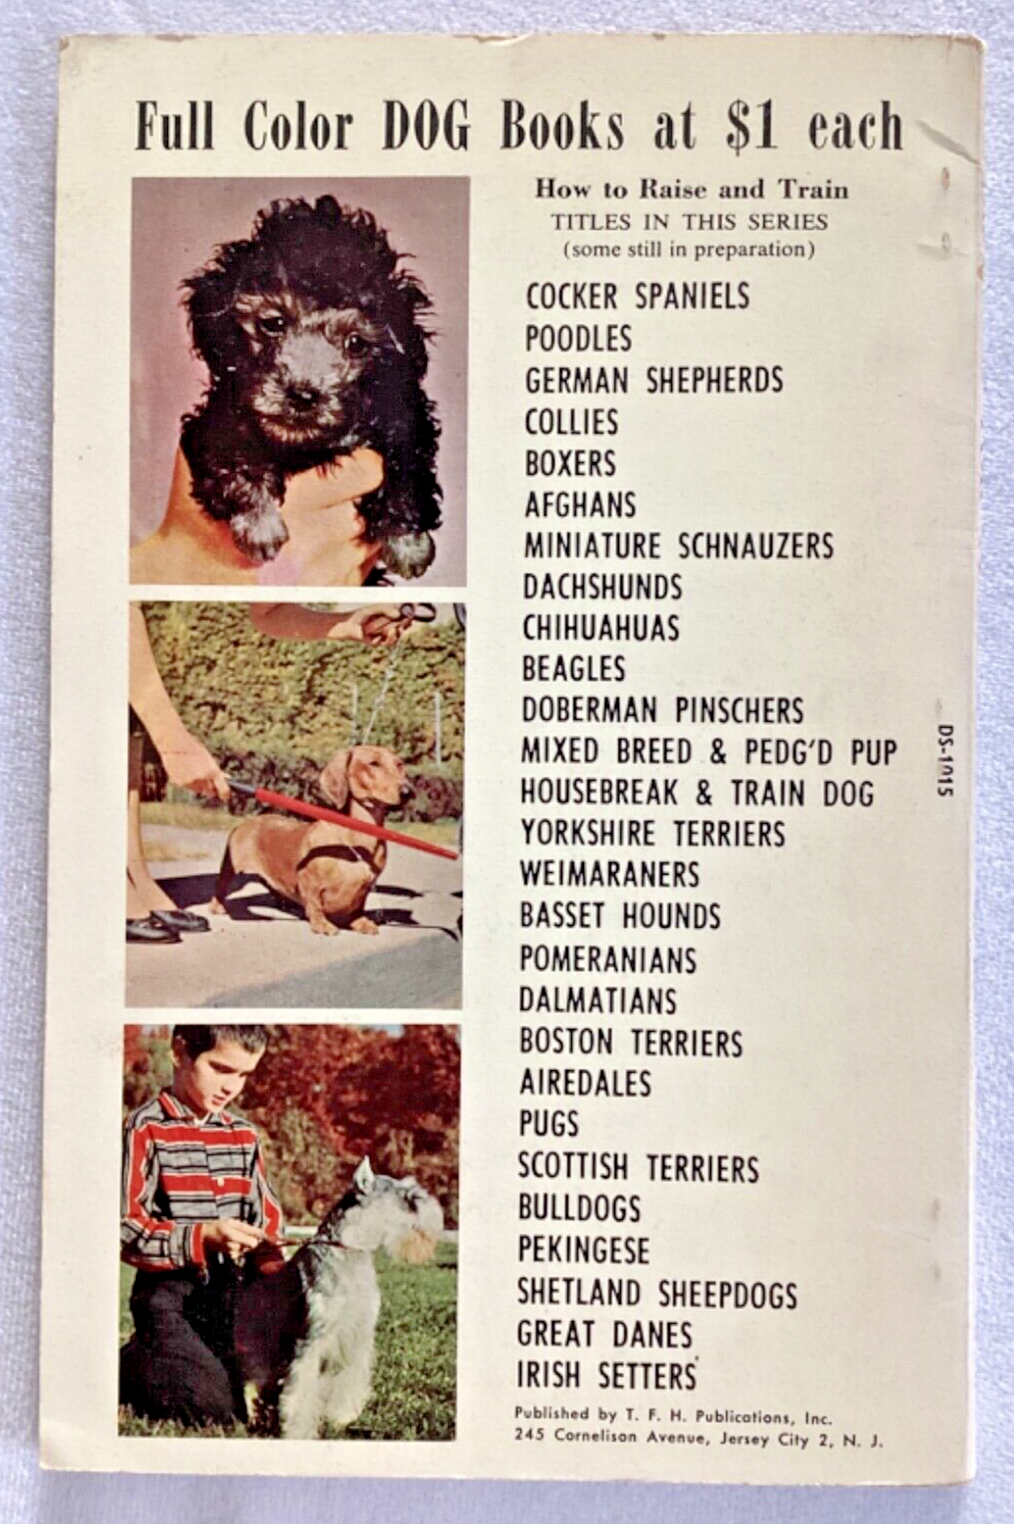 Full Color DOG Books at $1 each
How to Raise and Train
TITLES IN THIS SERIES
(some still in preparation)
COCKER SPANIELS
POODLES
GERMAN SHEPHERDS
COLLIES
BOXERS
AFGHANS
MINIATURE SCHNAUZERS
DACHSHUNDS
CHIHUAHUAS
BEAGLES
DOBERMAN PINSCHERS
MIXED BREED & PEDG'D PUP
HOUSEBREAK & TRAIN DOG
YORKSHIRE TERRIERS
WEIMARANERS
BASSET HOUNDS
POMERANIANS
DALMATIANS
BOSTON TERRIERS
AIREDALES
PUGS
SCOTTISH TERRIERS
BULLDOGS
PEKINGESE
SHETLAND SHEEPDOGS
GREAT DANES
IRISH SETTERS
Published by T. F. H. Publications, Inc.
245 Cornelison Avenue, Jersey City 2, N. J.
DS-1015